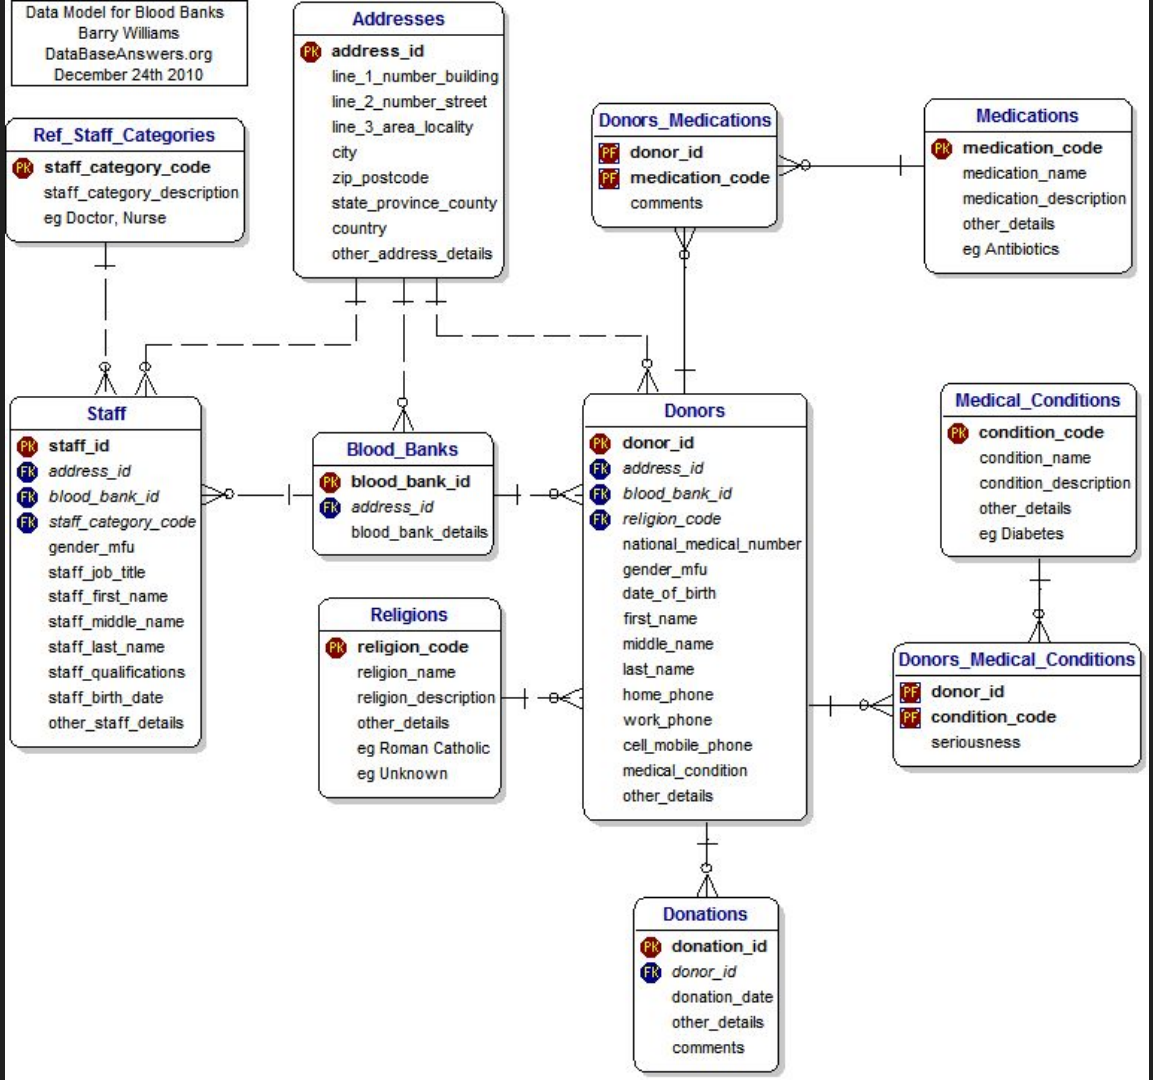 Data Model for Blood Banks
Barry Williams
DataBaseAnswers.org
December 24th 2010
Addresses
PK address_id
line_1_number_building
line_2_number_street
line_3_area_locality
city
zip_postcode
state_province_county
country
other_address_details
Ref_Staff_Categories
PK staff_category_code
staff_category_description
eg Doctor, Nurse
Donors_Medications
PF donor_id
PF medication_code
comments
Medications
PK medication_code
medication_name
medication_description
other_details
eg Antibiotics
Staff
PK staff_id
FK address_id
FK blood_bank_id
FK staff_category_code
gender_mfu
staff_job_title
staff_first_name
staff_middle_name
staff_last_name
staff_qualifications
staff_birth_date
other_staff_details
Blood_Banks
PK blood_bank_id
FK address_id
blood_bank_details
Religions
PK religion_code
religion_name
religion_description
other_details
eg Roman Catholic
eg Unknown
Donors
PK donor_id
FK address_id
FK blood_bank_id
FK religion_code
national_medical_number
gender_mfu
date_of_birth
first_name
middle_name
last_name
home_phone
work_phone
cell_mobile_phone
medical_condition
other_details
Medical_Conditions
PK condition_code
condition_name
condition_description
other_details
eg Diabetes
Donors_Medical_Conditions
PF donor_id
PF condition_code
seriousness
Donations
PK donation_id
FK donor_id
donation_date
other_details
comments